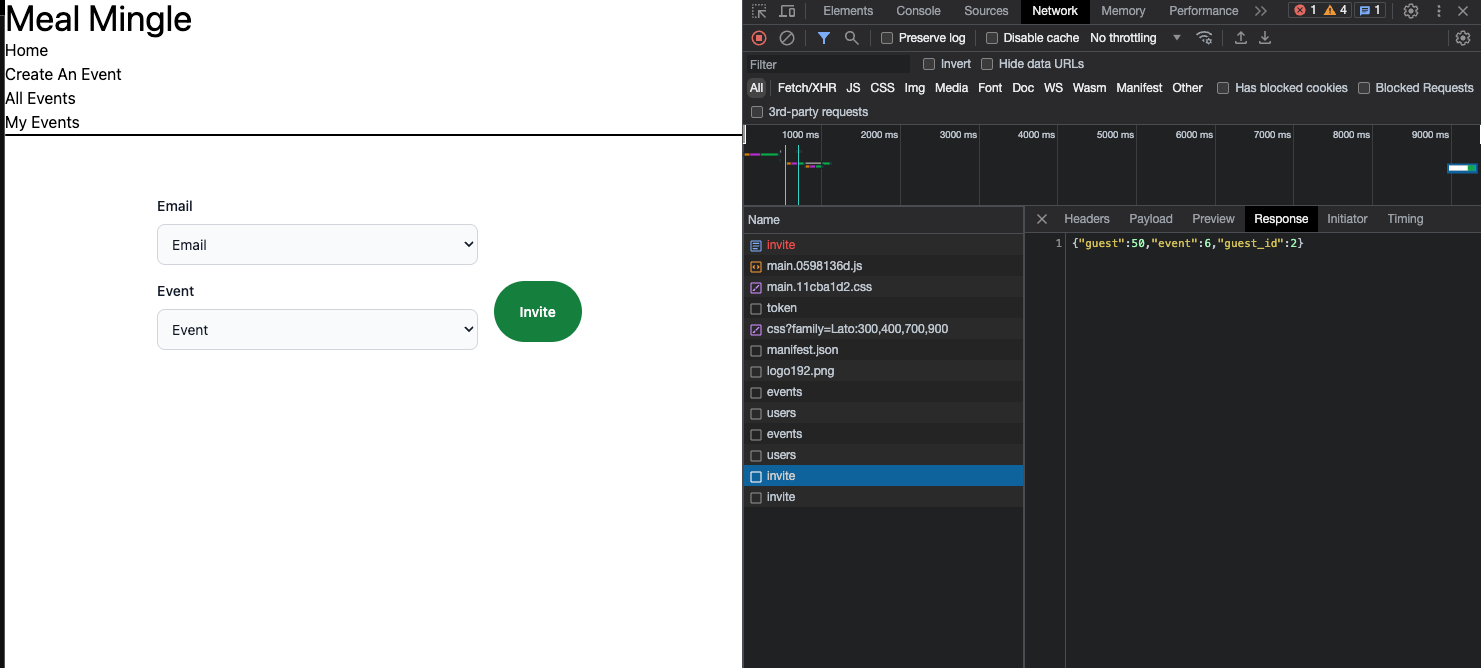 Meal Mingle
Home
Create An Event
All Events
My Events
Email
Email
Event
Event
Invite
Elements Console Sources Network Memory Performance 1 4 1
Preserve log Disable cache No throttling
Filter Invert Hide data URLs
All Fetch/XHR JS CSS Img Media Font Doc WS Wasm Manifest Other Has blocked cookies Blocked Requests
3rd-party requests
1000 ms 2000 ms 3000 ms 4000 ms 5000 ms 6000 ms 7000 ms 8000 ms 9000 ms
Name
invite
main.0598136d.js
main.11cba1d2.css
token
css?family=Lato:300,400,700,900
manifest.json
logo192.png
events
users
events
users
invite
invite
Headers Payload Preview Response Initiator Timing
1 {"guest":50,"event":6,"guest_id":2}